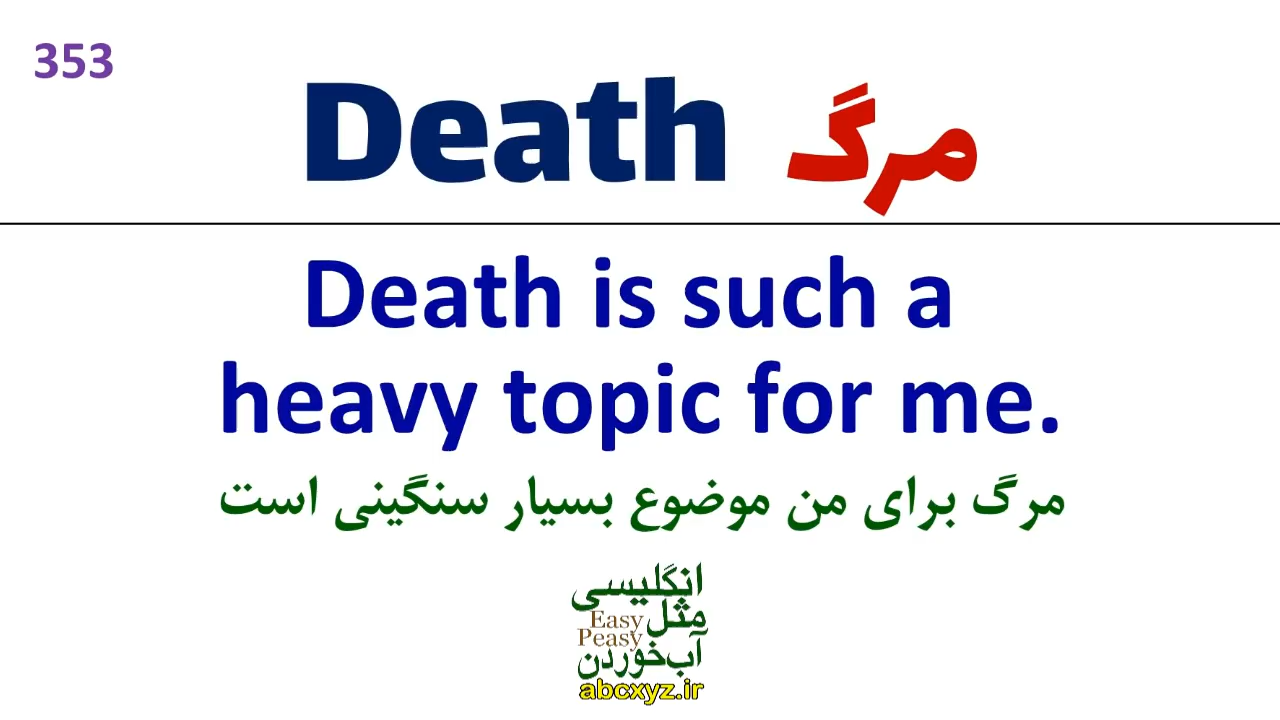 353
Death مرگ
Death is such a
heavy topic for me.
مرگ برای من موضوع بسیار سنگینی است
انگلیسی
مثل
Easy
Peasy
آب‌خوردن
abcxyz.ir